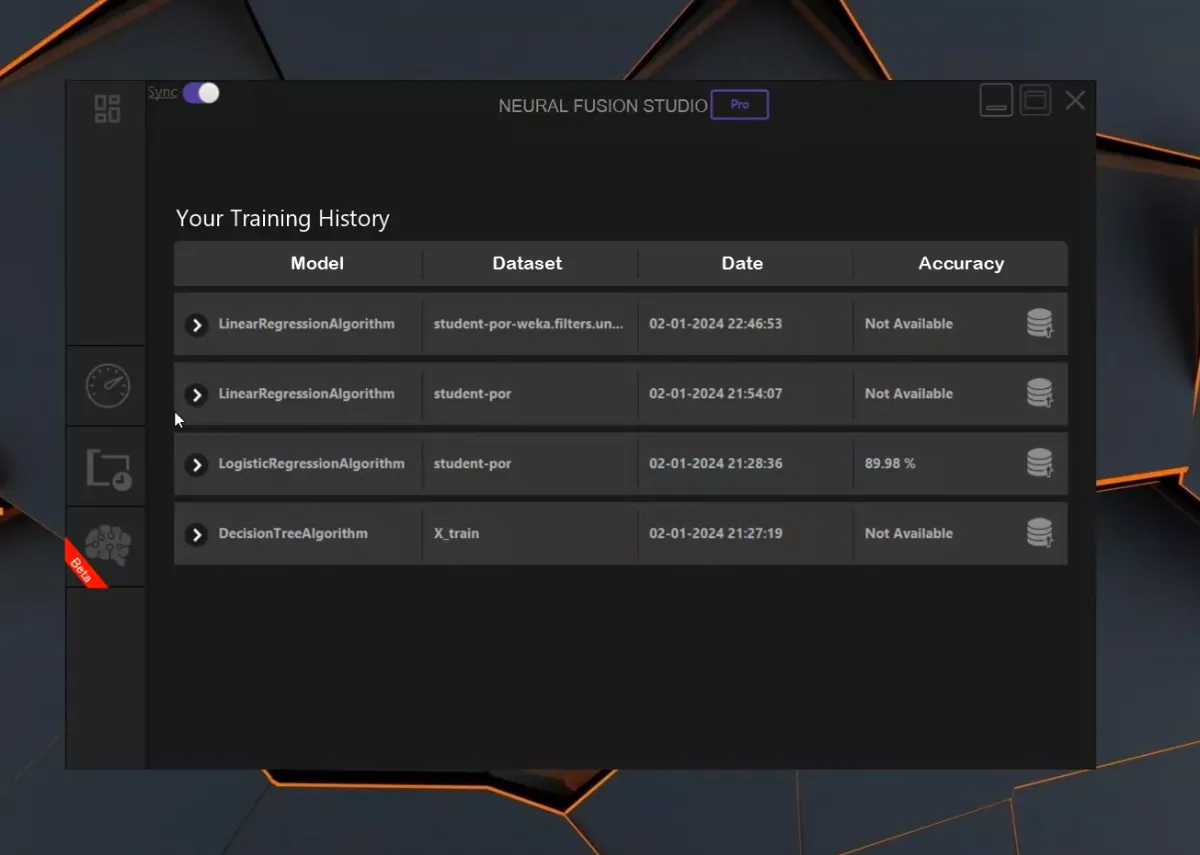 Sync
NEURAL FUSION STUDIO Pro
Your Training History
Model Dataset Date Accuracy
LinearRegressionAlgorithm student-por-weka.filters.un... 02-01-2024 22:46:53 Not Available
LinearRegressionAlgorithm student-por 02-01-2024 21:54:07 Not Available
LogisticRegressionAlgorithm student-por 02-01-2024 21:28:36 89.98 %
DecisionTreeAlgorithm X_train 02-01-2024 21:27:19 Not Available
Beta